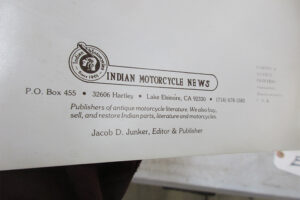 INDIAN MOTORCYCLE NEWS
P.O. Box 455 • 32606 Hartley • Lake Elsinore, CA 92330 • (714) 678-1583
Publishers of antique motorcycle literature. We also buy,
sell, and restore Indian parts, literature and motorcycles.
Jacob D. Junker, Editor & Publisher